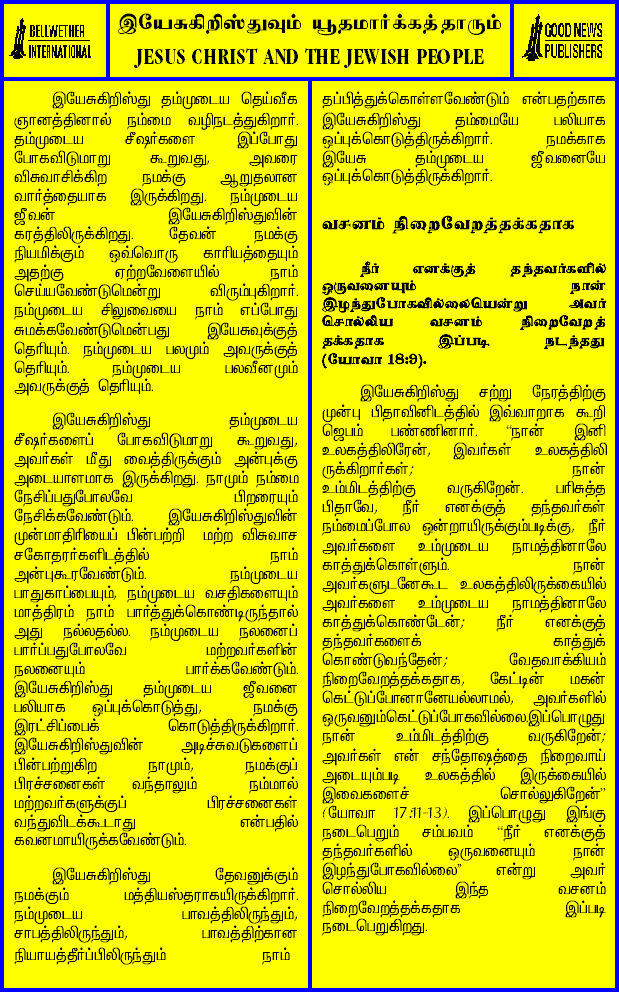 BELLWETHER
INTERNATIONAL
இயேசுகிறிஸ்துவும் யூதமார்க்கத்தாரும்
JESUS CHRIST AND THE JEWISH PEOPLE
GOOD NEWS
PUBLISHERS
இயேசுகிறிஸ்து தம்முடைய தெய்வீக
ஞானத்தினால் நம்மை வழிநடத்துகிறார்.
தம்முடைய சீஷர்களை இப்போது
போகவிடுமாறு கூறுவது, அவரை
விசுவாசிக்கிற நமக்கு ஆறுதலான
வார்த்தையாக இருக்கிறது. நம்முடைய
ஜீவன் இயேசுகிறிஸ்துவின்
கரத்திலிருக்கிறது. தேவன் நமக்கு
நியமிக்கும் ஒவ்வொரு காரியத்தையும்
அதற்கு ஏற்றவேளையில் நாம்
செய்யவேண்டுமென்று விரும்புகிறார்.
நம்முடைய சிலுவையை நாம் எப்போது
சுமக்கவேண்டுமென்பது இயேசுவுக்குத்
தெரியும். நம்முடைய பலமும் அவருக்குத்
தெரியும். நம்முடைய பலவீனமும்
அவருக்குத் தெரியும்.
இயேசுகிறிஸ்து தம்முடைய
சீஷர்களைப் போகவிடுமாறு கூறுவது,
அவர்கள் மீது வைத்திருக்கும் அன்புக்கு
அடையாளமாக இருக்கிறது. நாமும் நம்மை
நேசிப்பதுபோலவே பிறரையும்
நேசிக்கவேண்டும். இயேசுகிறிஸ்துவின்
முன்மாதிரியைப் பின்பற்றி மற்ற விசுவாச
சகோதரர்களிடத்தில் நாம்
அன்புகூரவேண்டும். நம்முடைய
பாதுகாப்பையும், நம்முடைய வசதிகளையும்
மாத்திரம் நாம் பார்த்துக்கொண்டிருந்தால்
அது நல்லதல்ல. நம்முடைய நலனைப்
பார்ப்பதுபோலவே மற்றவர்களின்
நலனையும் பார்க்கவேண்டும்.
இயேசுகிறிஸ்து தம்முடைய ஜீவனை
பலியாக ஒப்புக்கொடுத்து, நமக்கு
இரட்சிப்பைக் கொடுத்திருக்கிறார்.
இயேசுகிறிஸ்துவின் அடிச்சுவடுகளைப்
பின்பற்றுகிற நாமும், நமக்குப்
பிரச்சனைகள் வந்தாலும் நம்மால்
மற்றவர்களுக்குப் பிரச்சனைகள்
வந்துவிடக்கூடாது என்பதில்
கவனமாயிருக்கவேண்டும்.
இயேசுகிறிஸ்து தேவனுக்கும்
நமக்கும் மத்தியஸ்தராகயிருக்கிறார்.
நம்முடைய பாவத்திலிருந்தும்,
சாபத்திலிருந்தும், பாவத்திற்கான
நியாயத்தீர்ப்பிலிருந்தும் நாம்
தப்பித்துக்கொள்ளவேண்டும் என்பதற்காக
இயேசுகிறிஸ்து தம்மையே பலியாக
ஒப்புக்கொடுத்திருக்கிறார். நமக்காக
இயேசு தம்முடைய ஜீவனையே
ஒப்புக்கொடுத்திருக்கிறார்.
வசனம் நிறைவேறத்தக்கதாக
நீர் எனக்குத் தந்தவர்களில்
ஒருவனையும் நான்
இழந்துபோகவில்லையென்று அவர்
சொல்லிய வசனம் நிறைவேறத்
தக்கதாக இப்படி நடந்தது
(யோவா 18:9).
இயேசுகிறிஸ்து சற்று நேரத்திற்கு
முன்பு பிதாவினிடத்தில் இவ்வாறாக கூறி
ஜெபம் பண்ணினார். "நான் இனி
உலகத்திலிரேன், இவர்கள் உலகத்திலி
ருக்கிறார்கள்; நான்
உம்மிடத்திற்கு வருகிறேன். பரிசுத்த
பிதாவே, நீர் எனக்குத் தந்தவர்கள்
நம்மைப்போல ஒன்றாயிருக்கும்படிக்கு, நீர்
அவர்களை உம்முடைய நாமத்தினாலே
காத்துக்கொள்ளும். நான்
அவர்களுடனேகூட உலகத்திலிருக்கையில்
அவர்களை உம்முடைய நாமத்தினாலே
காத்துக்கொண்டேன்; நீர் எனக்குத்
தந்தவர்களைக் காத்துக்
கொண்டுவந்தேன்; வேதவாக்கியம்
நிறைவேறத்தக்கதாக, கேட்டின் மகன்
கெட்டுப்போனானேயல்லாமல், அவர்களில்
ஒருவனும்கெட்டுப்போகவில்லை.இப்பொழுது
நான் உம்மிடத்திற்கு வருகிறேன்;
அவர்கள் என் சந்தோஷத்தை நிறைவாய்
அடையும்படி உலகத்தில் இருக்கையில்
இவைகளைச் சொல்லுகிறேன்"
(யோவா 17:11-13). இப்பொழுது இங்கு
நடைபெறும் சம்பவம் "நீர் எனக்குத்
தந்தவர்களில் ஒருவனையும் நான்
இழந்துபோகவில்லை" என்று அவர்
சொல்லிய இந்த வசனம்
நிறைவேறத்தக்கதாக இப்படி
நடைபெறுகிறது.